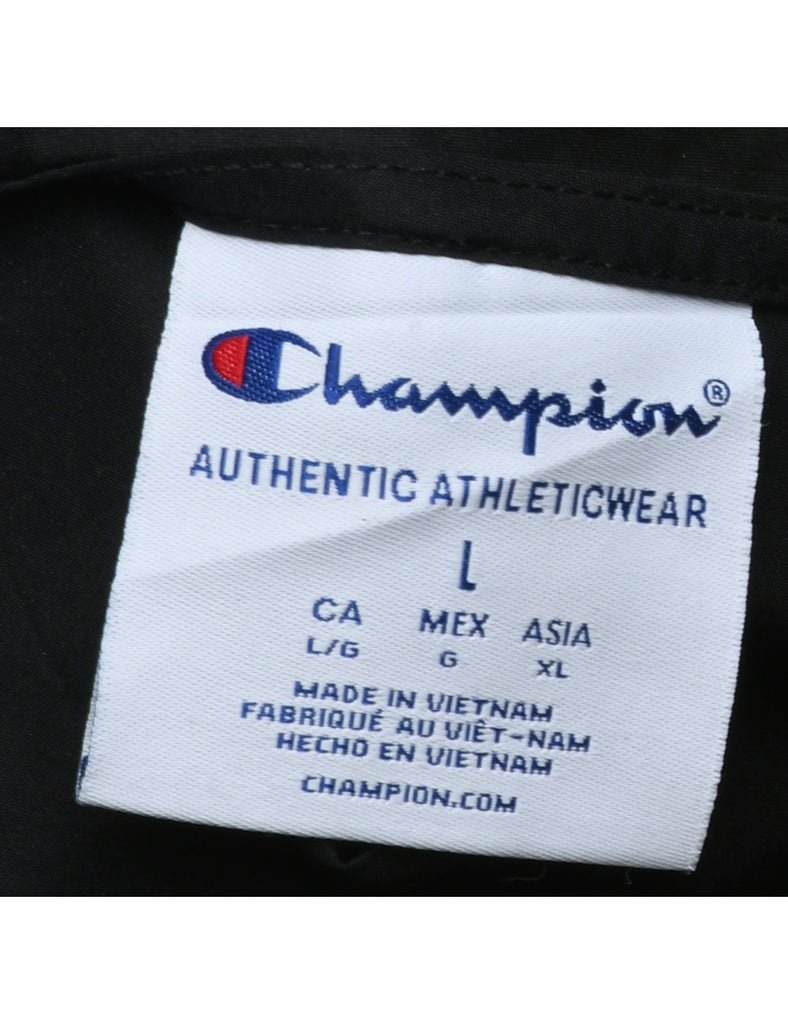 Champion®
AUTHENTIC ATHLETICWEAR
L
CA MEX ASIA
L/G G XL
MADE IN VIETNAM
FABRIQUÉ AU VIÊT-NAM
HECHO EN VIETNAM
CHAMPION.COM